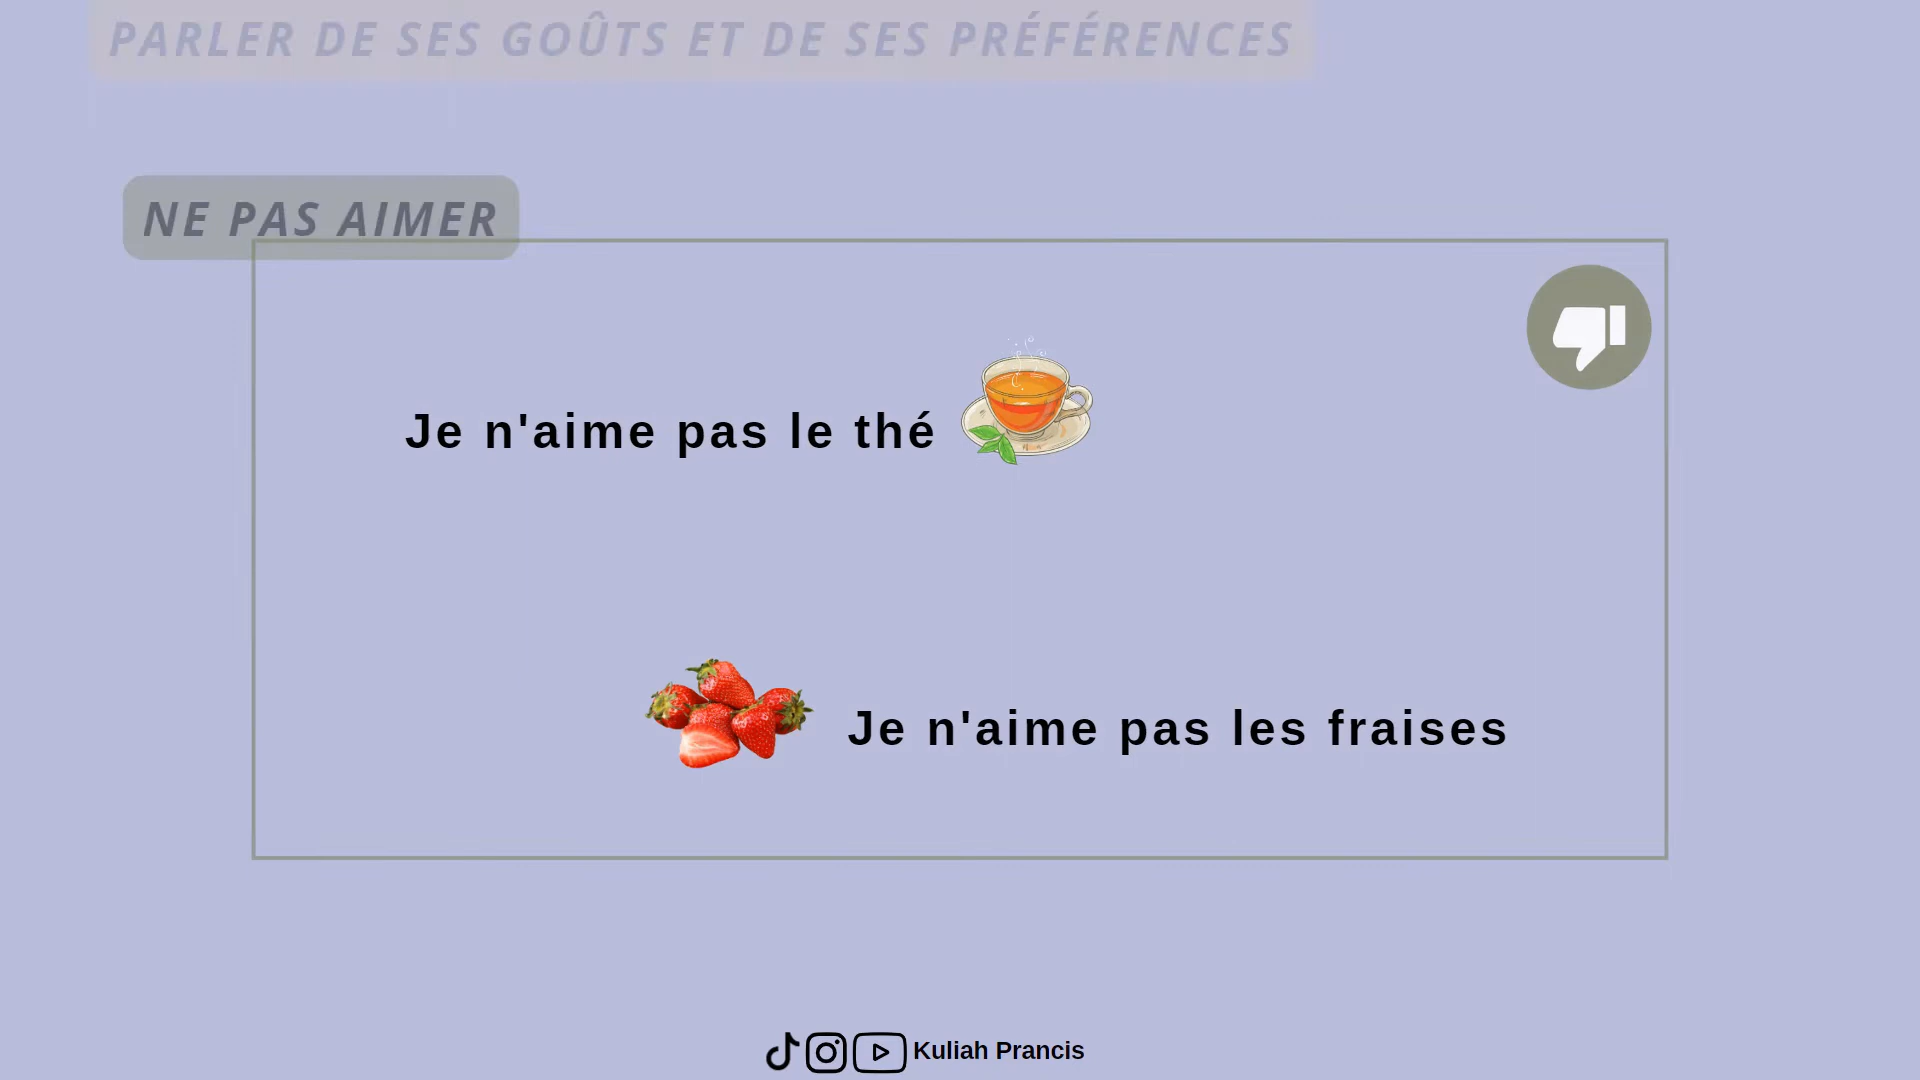 PARLER DE SES GOÛTS ET DE SES PRÉFÉRENCES
NE PAS AIMER
Je n'aime pas le thé
Je n'aime pas les fraises
Kuliah Prancis